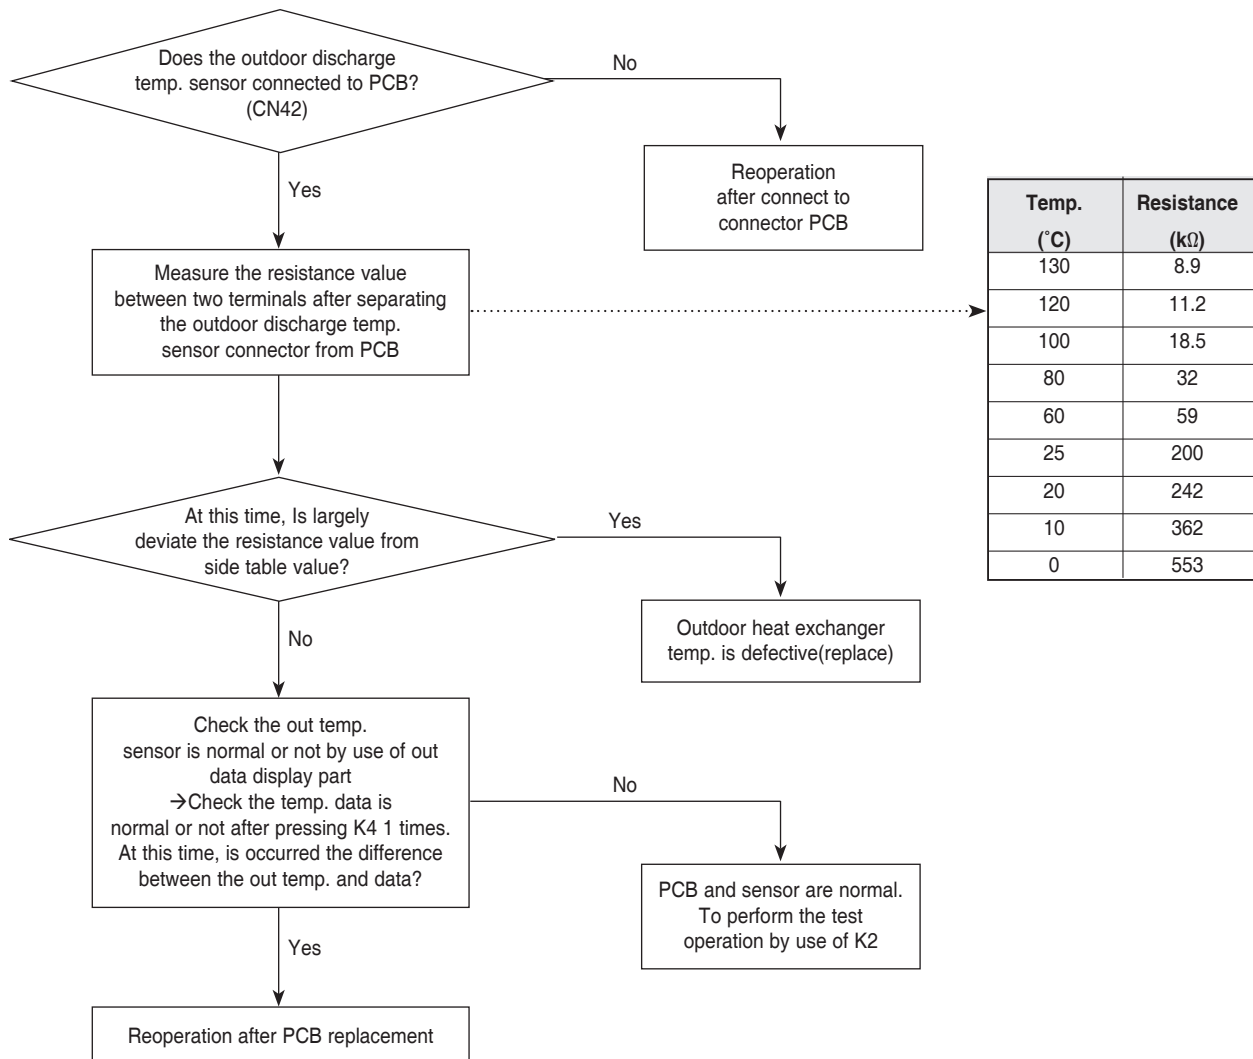 Does the outdoor discharge
temp. sensor connected to PCB?
(CN42)
No
Reoperation
after connect to
connector PCB
Yes
Measure the resistance value
between two terminals after separating
the outdoor discharge temp.
sensor connector from PCB
Temp. Resistance
(˚C) (kΩ)
130 8.9
120 11.2
100 18.5
80 32
60 59
25 200
20 242
10 362
0 553
At this time, Is largely
deviate the resistance value from
side table value?
Yes
Outdoor heat exchanger
temp. is defective(replace)
No
Check the out temp.
sensor is normal or not by use of out
data display part
→Check the temp. data is
normal or not after pressing K4 1 times.
At this time, is occurred the difference
between the out temp. and data?
No
PCB and sensor are normal.
To perform the test
operation by use of K2
Yes
Reoperation after PCB replacement